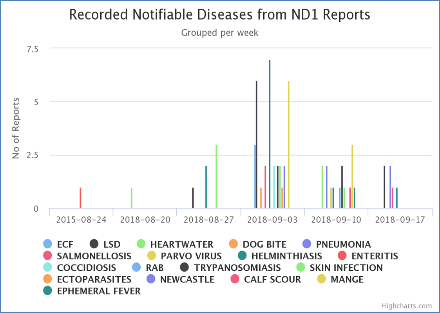 Recorded Notifiable Diseases from ND1 Reports
Grouped per week
No of Reports
7.5
5
2.5
0
2015-08-24 2018-08-20 2018-08-27 2018-09-03 2018-09-10 2018-09-17
ECF LSD HEARTWATER DOG BITE PNEUMONIA
SALMONELLOSIS PARVO VIRUS HELMINTHIASIS ENTERITIS
COCCIDIOSIS RAB TRYPANOSOMIASIS SKIN INFECTION
ECTOPARASITES NEWCASTLE CALF SCOUR MANGE
EPHEMERAL FEVER
Highcharts.com